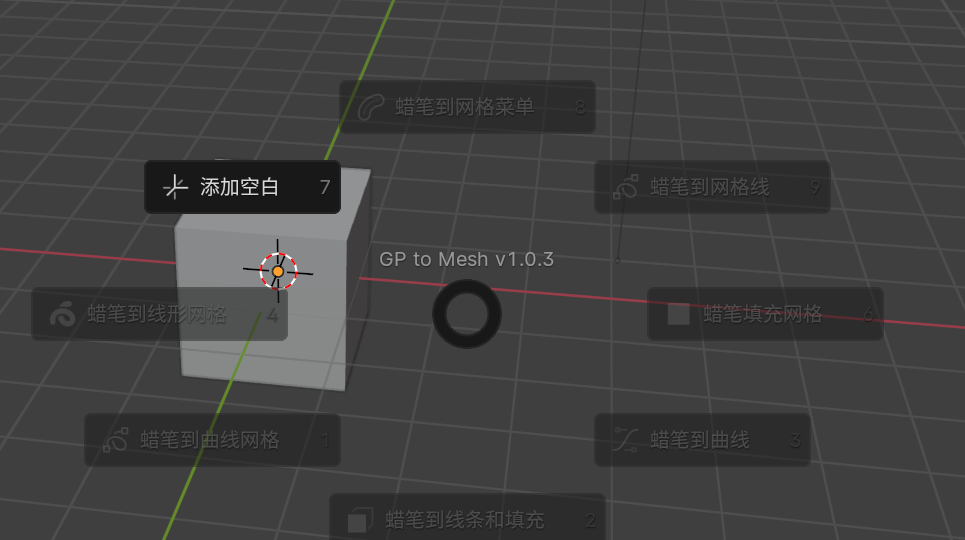 蜡笔到网格菜单 8
添加空白 7
蜡笔到网格线 9
GP to Mesh v1.0.3
蜡笔到线形网格 4
蜡笔填充网格 6
蜡笔到曲线网格 1
蜡笔到曲线 3
蜡笔到线条和填充 2